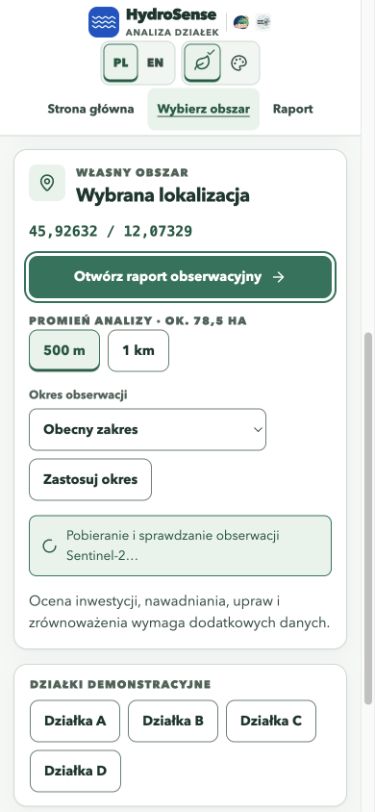 HydroSense
ANALIZA DZIAŁEK
PL EN
Strona główna Wybierz obszar Raport
WŁASNY OBSZAR
Wybrana lokalizacja
45,92632 / 12,07329
Otwórz raport obserwacyjny →
PROMIEŃ ANALIZY · OK. 78,5 HA
500 m 1 km
Okres obserwacji
Obecny zakres
Zastosuj okres
Pobieranie i sprawdzanie obserwacji
Sentinel-2…
Ocena inwestycji, nawadniania, upraw i
zrównoważenia wymaga dodatkowych danych.
DZIAŁKI DEMONSTRACYJNE
Działka A Działka B Działka C
Działka D